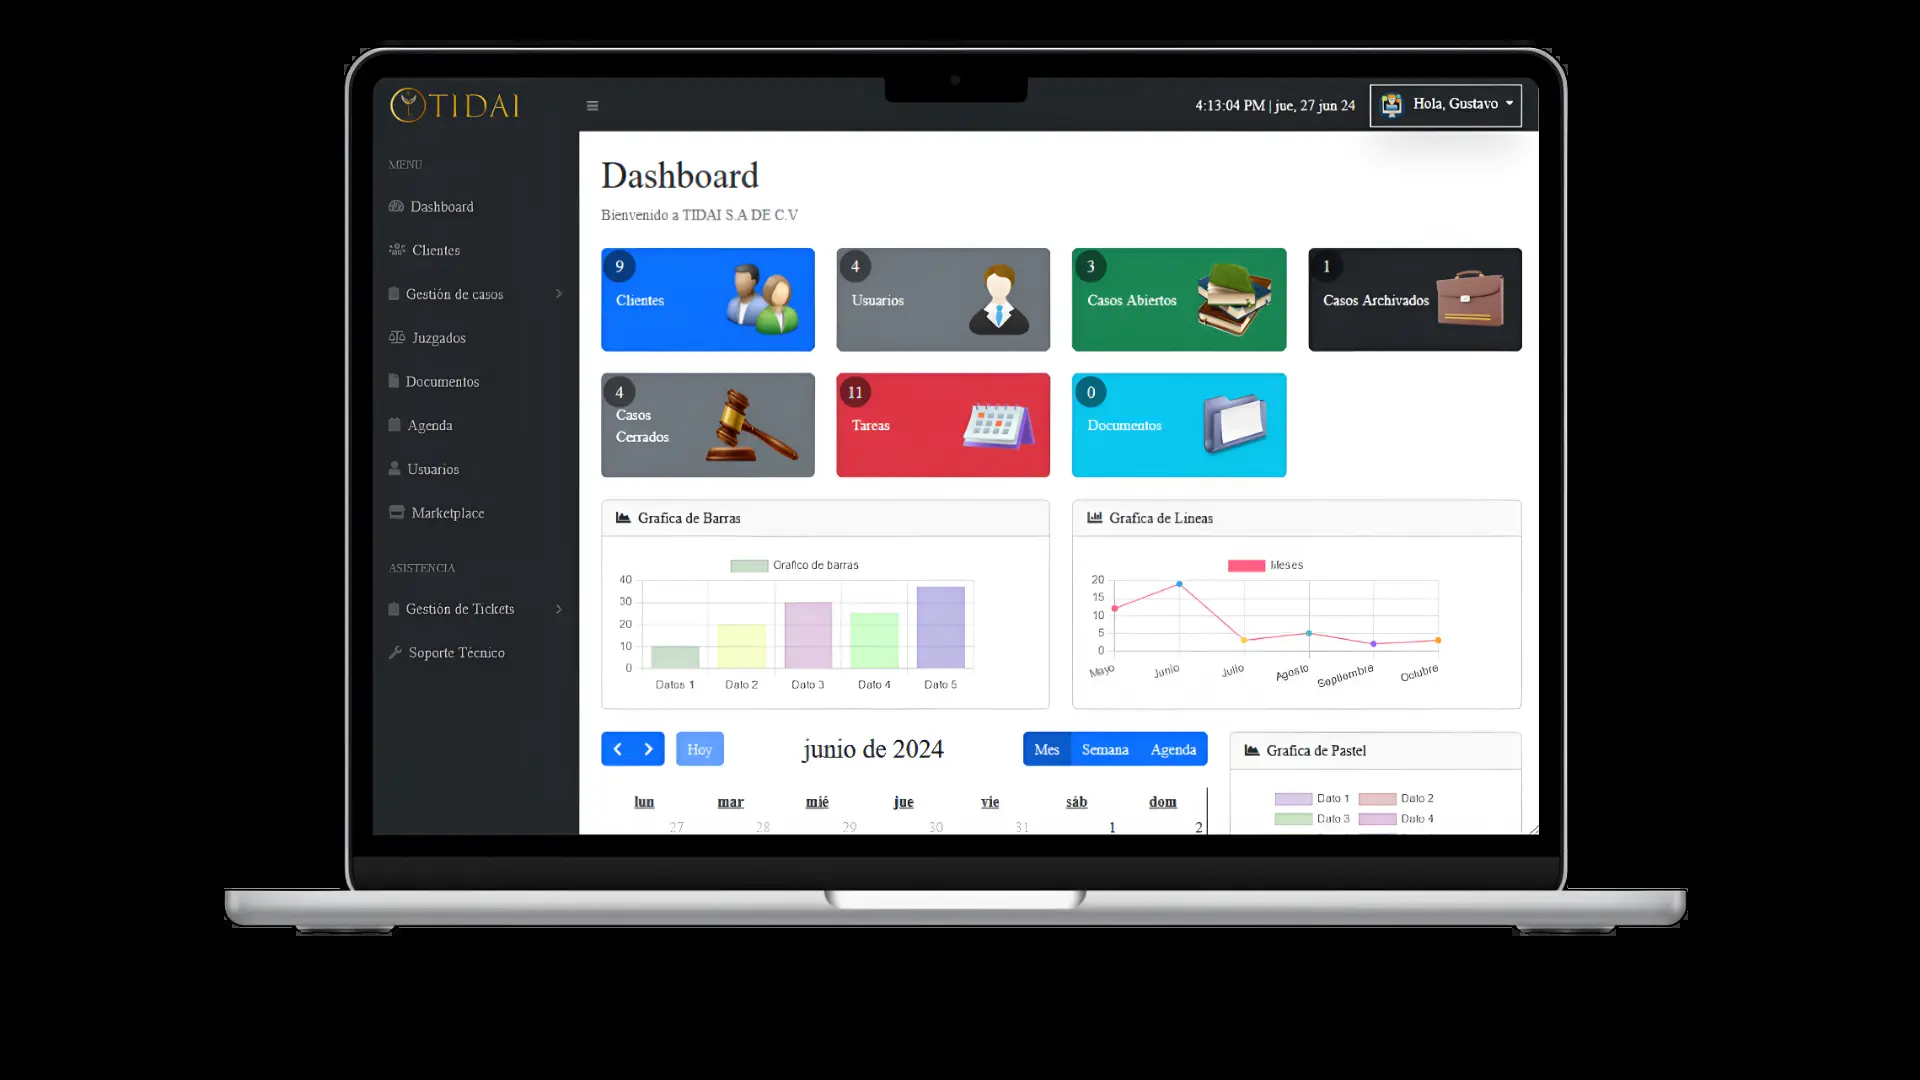 TIDAI
4:13:04 PM | jue, 27 jun 24
Hola, Gustavo
MENU
Dashboard
Clientes
Gestión de casos
Juzgados
Documentos
Agenda
Usuarios
Marketplace
ASISTENCIA
Gestión de Tickets
Soporte Técnico
Dashboard
Bienvenido a TIDAI S.A DE C.V
9
Clientes
4
Usuarios
3
Casos Abiertos
1
Casos Archivados
4
Casos
Cerrados
11
Tareas
0
Documentos
Grafica de Barras
Grafico de barras
40
30
20
10
0
Datos 1 Dato 2 Dato 3 Dato 4 Dato 5
Grafica de Lineas
Meses
20
15
10
5
0
Mayo Junio Julio Agosto Septiembre Octubre
Hoy
junio de 2024
Mes Semana Agenda
lun mar mié jue vie sáb dom
27 28 29 30 31 1 2
Grafica de Pastel
Dato 1 Dato 2
Dato 3 Dato 4